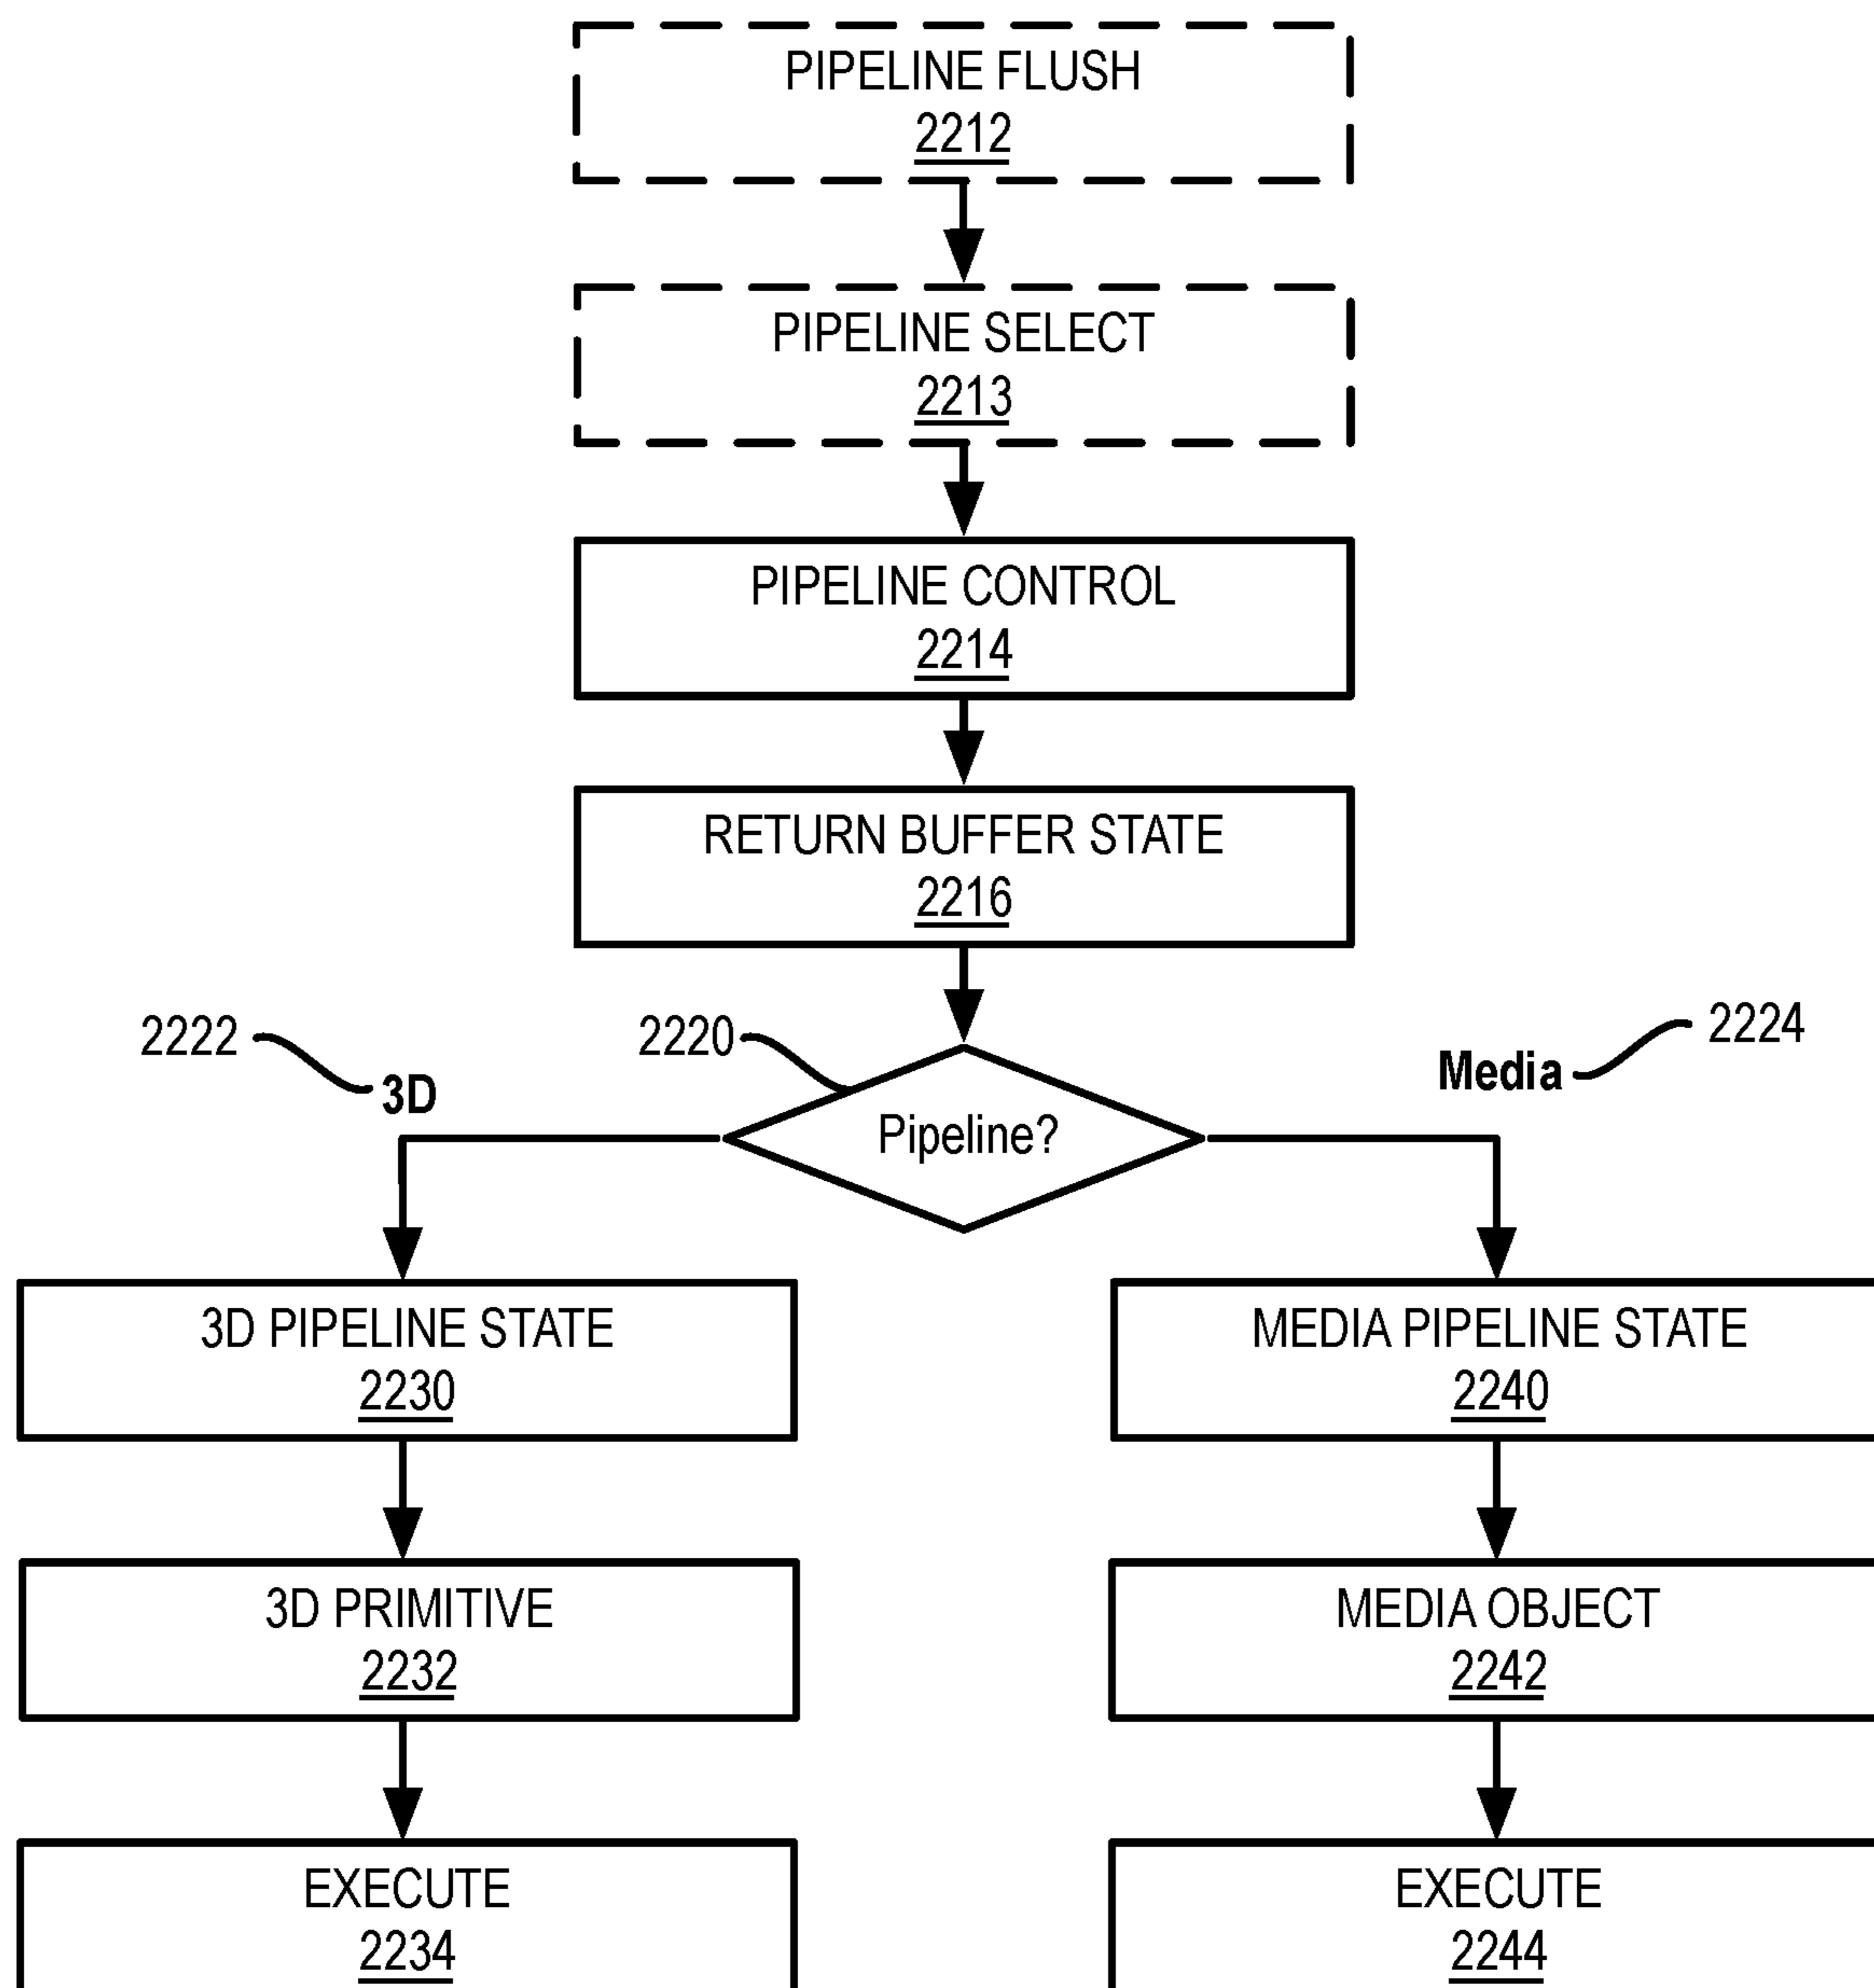 PIPELINE FLUSH
2212
PIPELINE SELECT
2213
PIPELINE CONTROL
2214
RETURN BUFFER STATE
2216
2222
2220
2224
3D
Media
Pipeline?
3D PIPELINE STATE
2230
MEDIA PIPELINE STATE
2240
3D PRIMITIVE
2232
MEDIA OBJECT
2242
EXECUTE
2234
EXECUTE
2244